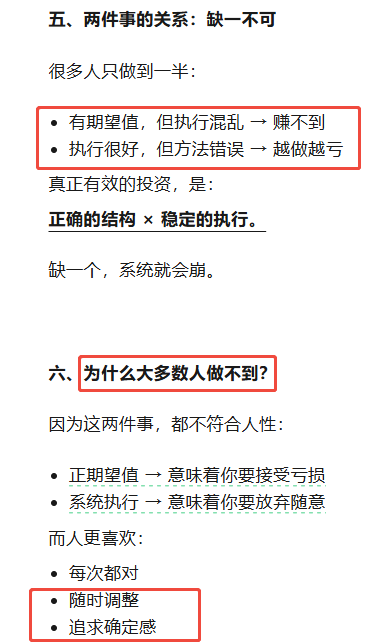 五、两件事的关系：缺一不可
很多人只做到一半：
• 有期望值，但执行混乱 → 赚不到
• 执行很好，但方法错误 → 越做越亏
真正有效的投资，是：
正确的结构 × 稳定的执行。
缺一个，系统就会崩。
六、为什么大多数人做不到？
因为这两件事，都不符合人性：
• 正期望值 → 意味着你要接受亏损
• 系统执行 → 意味着你要放弃随意
而人更喜欢：
• 每次都对
• 随时调整
• 追求确定感